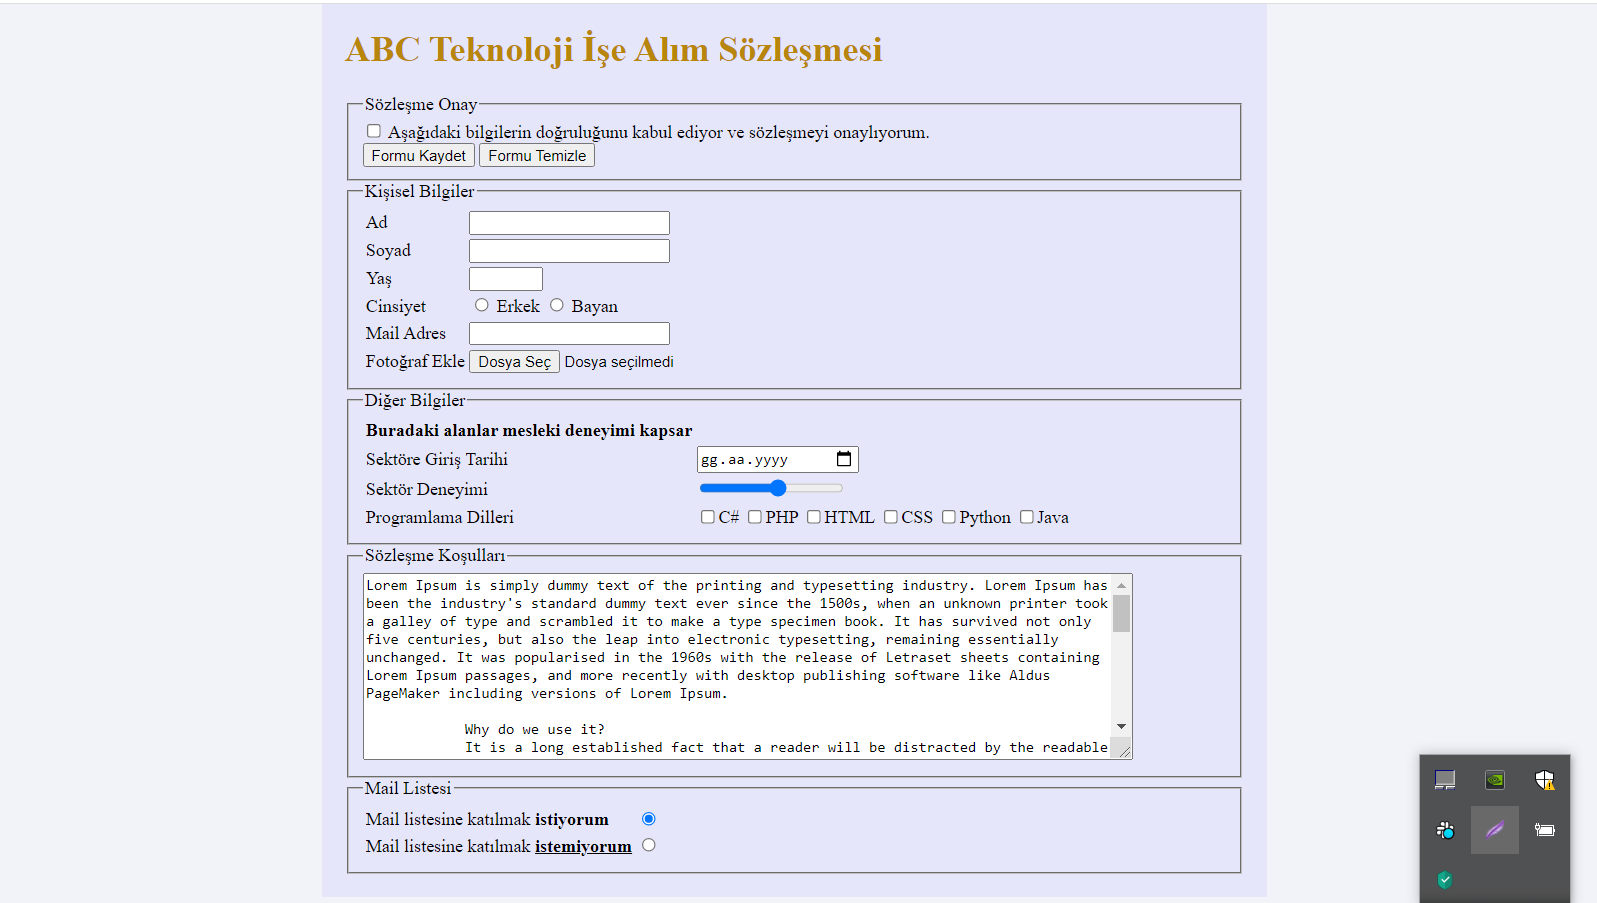 ABC Teknoloji İşe Alım Sözleşmesi
Sözleşme Onay
Aşağıdaki bilgilerin doğruluğunu kabul ediyor ve sözleşmeyi onaylıyorum.
Formu Kaydet Formu Temizle
Kişisel Bilgiler
Ad
Soyad
Yaş
Cinsiyet Erkek Bayan
Mail Adres
Fotoğraf Ekle Dosya Seç Dosya seçilmedi
Diğer Bilgiler
Buradaki alanlar mesleki deneyimi kapsar
Sektöre Giriş Tarihi gg.aa.yyyy
Sektör Deneyimi
Programlama Dilleri C# PHP HTML CSS Python Java
Sözleşme Koşulları
Lorem Ipsum is simply dummy text of the printing and typesetting industry. Lorem Ipsum has
been the industry's standard dummy text ever since the 1500s, when an unknown printer took
a galley of type and scrambled it to make a type specimen book. It has survived not only
five centuries, but also the leap into electronic typesetting, remaining essentially
unchanged. It was popularised in the 1960s with the release of Letraset sheets containing
Lorem Ipsum passages, and more recently with desktop publishing software like Aldus
PageMaker including versions of Lorem Ipsum.
Why do we use it?
It is a long established fact that a reader will be distracted by the readable
Mail Listesi
Mail listesine katılmak istiyorum
Mail listesine katılmak istemiyorum